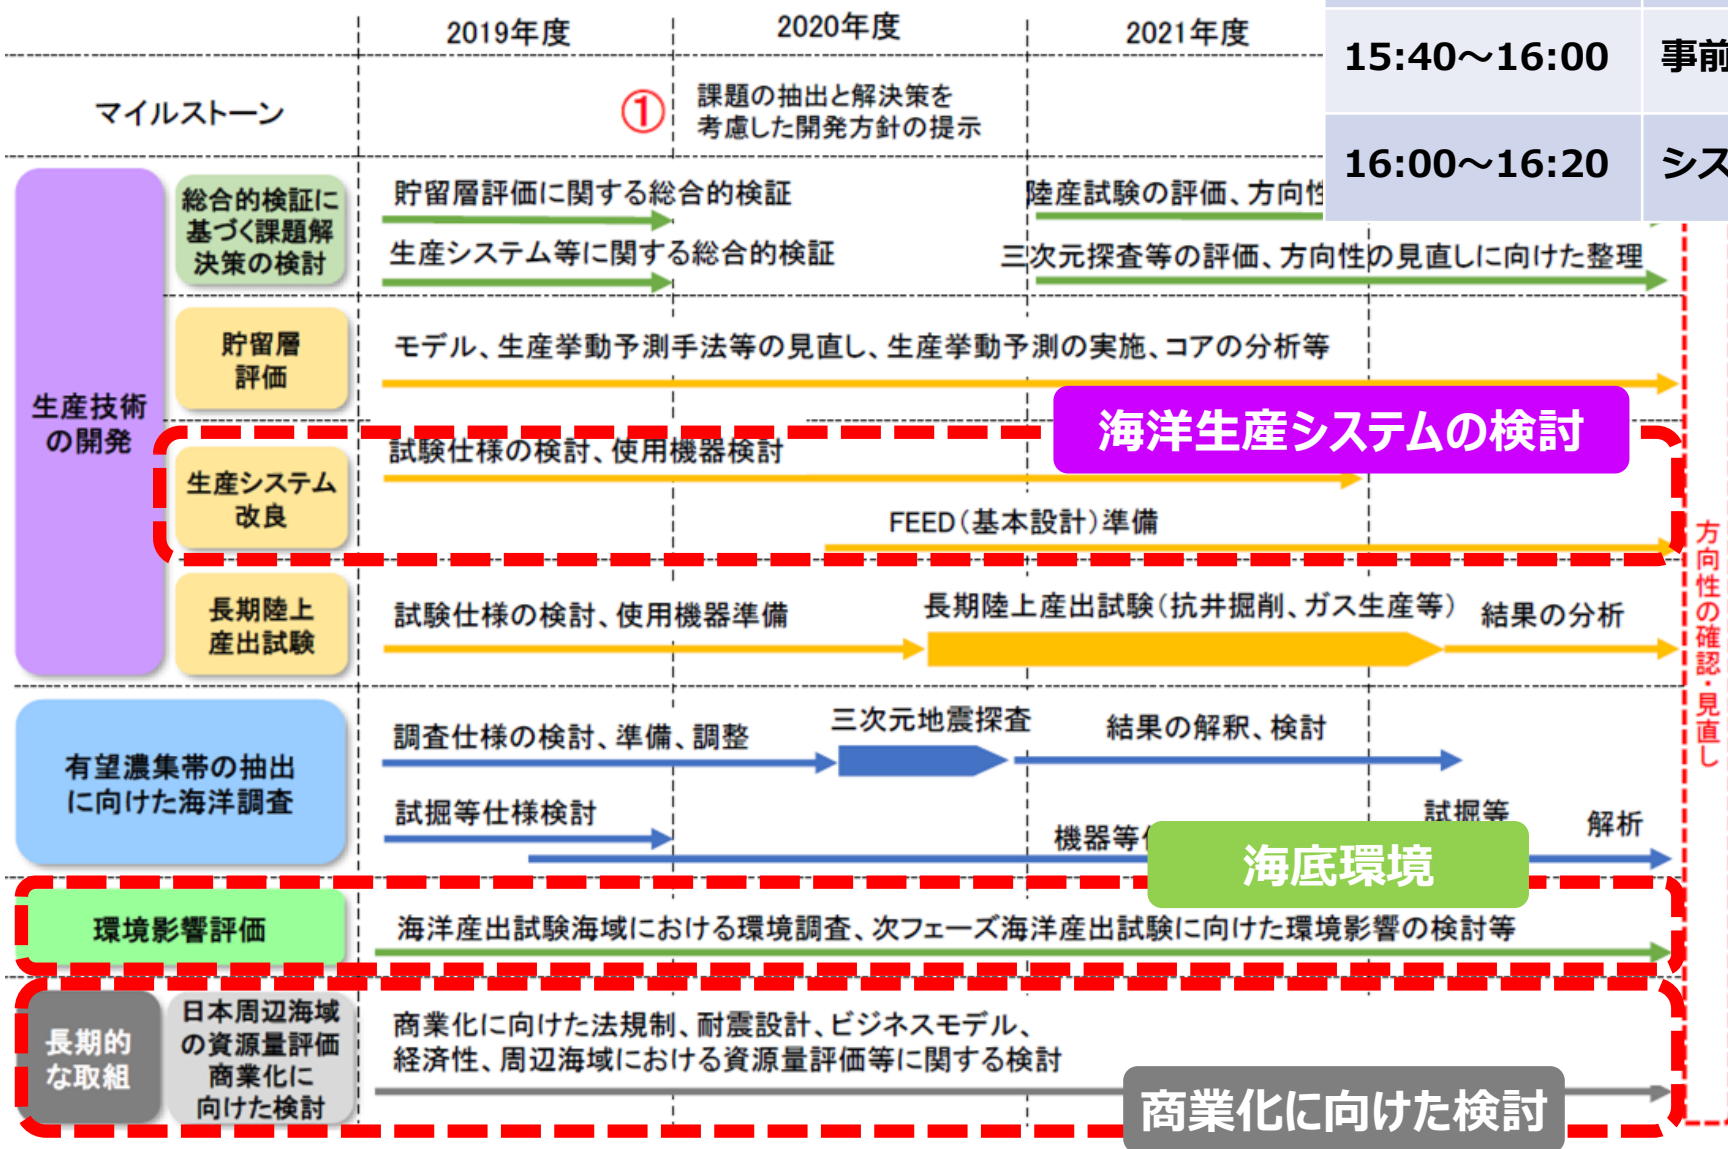 2019年度
2020年度
2021年度
15:40～16:00
事前
16:00～16:20
シス
マイルストーン
①
課題の抽出と解決策を
考慮した開発方針の提示
生産技術
の開発
総合的検証に
基づく課題解
決策の検討
貯留層評価に関する総合的検証
陸産試験の評価、方向性
生産システム等に関する総合的検証
三次元探査等の評価、方向性の見直しに向けた整理
貯留層
評価
モデル、生産挙動予測手法等の見直し、生産挙動予測の実施、コアの分析等
海洋生産システムの検討
生産システム
改良
試験仕様の検討、使用機器検討
FEED（基本設計）準備
長期陸上
産出試験
試験仕様の検討、使用機器準備
長期陸上産出試験（抗井掘削、ガス生産等）
結果の分析
方向性の確認・見直し
有望濃集帯の抽出
に向けた海洋調査
調査仕様の検討、準備、調整
三次元地震探査
結果の解釈、検討
試掘等仕様検討
機器等
試掘等
解析
海底環境
環境影響評価
海洋産出試験海域における環境調査、次フェーズ海洋産出試験に向けた環境影響の検討等
長期的
な取組
日本周辺海域
の資源量評価
商業化に
向けた検討
商業化に向けた法規制、耐震設計、ビジネスモデル、
経済性、周辺海域における資源量評価等に関する検討
商業化に向けた検討